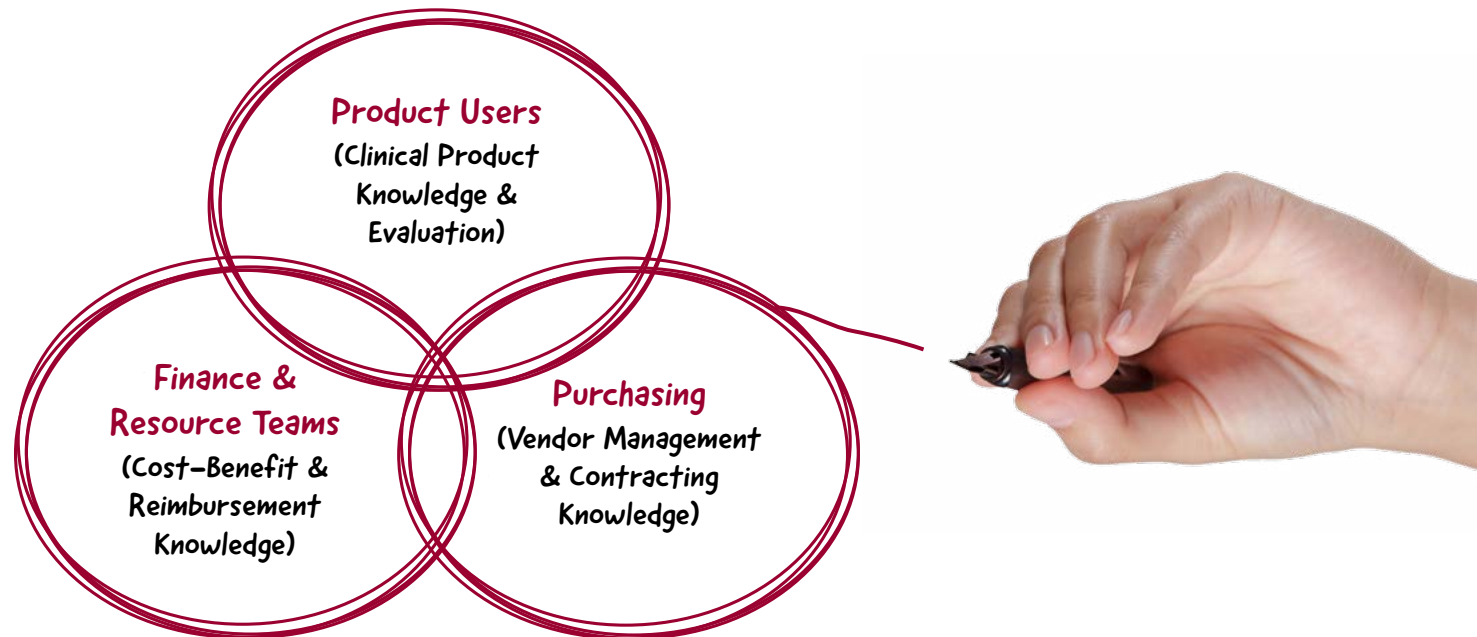 Product Users
(Clinical Product
Knowledge &
Evaluation)
Finance &
Resource Teams
(Cost-Benefit &
Reimbursement
Knowledge)
Purchasing
(Vendor Management
& Contracting
Knowledge)